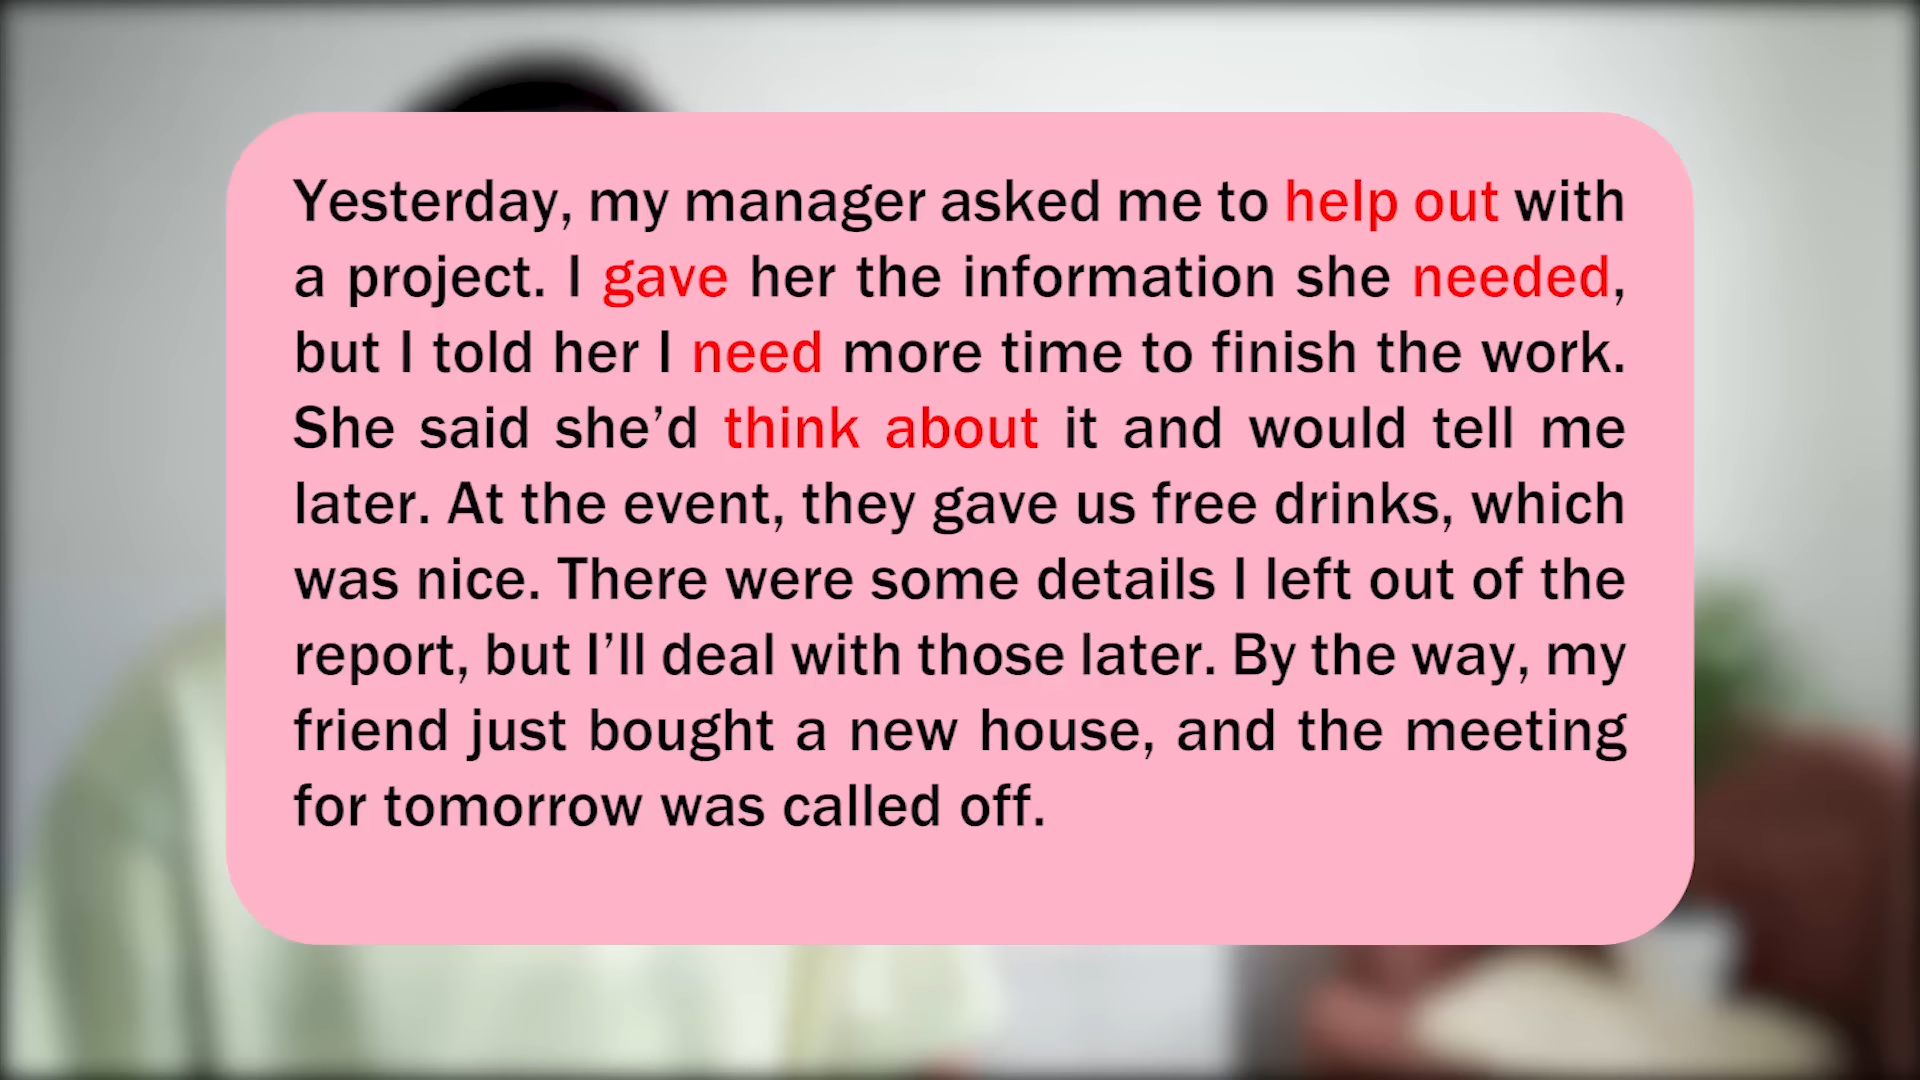 Yesterday, my manager asked me to help out with
a project. I gave her the information she needed,
but I told her I need more time to finish the work.
She said she’d think about it and would tell me
later. At the event, they gave us free drinks, which
was nice. There were some details I left out of the
report, but I’ll deal with those later. By the way, my
friend just bought a new house, and the meeting
for tomorrow was called off.